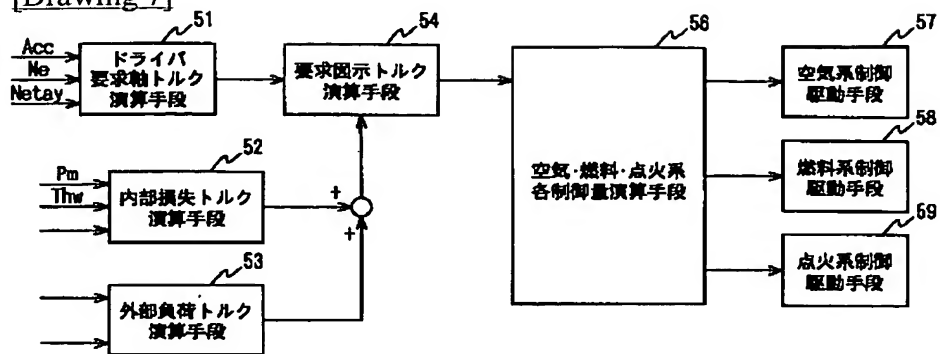 [Drawing 7]
51
Acc
Ne
Netay
ドライバ
要求軸トルク
演算手段
54
要求図示トルク
演算手段
56
空気・燃料・点火系
各制御量演算手段
57
空気系制御
駆動手段
58
燃料系制御
駆動手段
59
点火系制御
駆動手段
52
Pm
Thw
内部損失トルク
演算手段
+
+
53
外部負荷トルク
演算手段